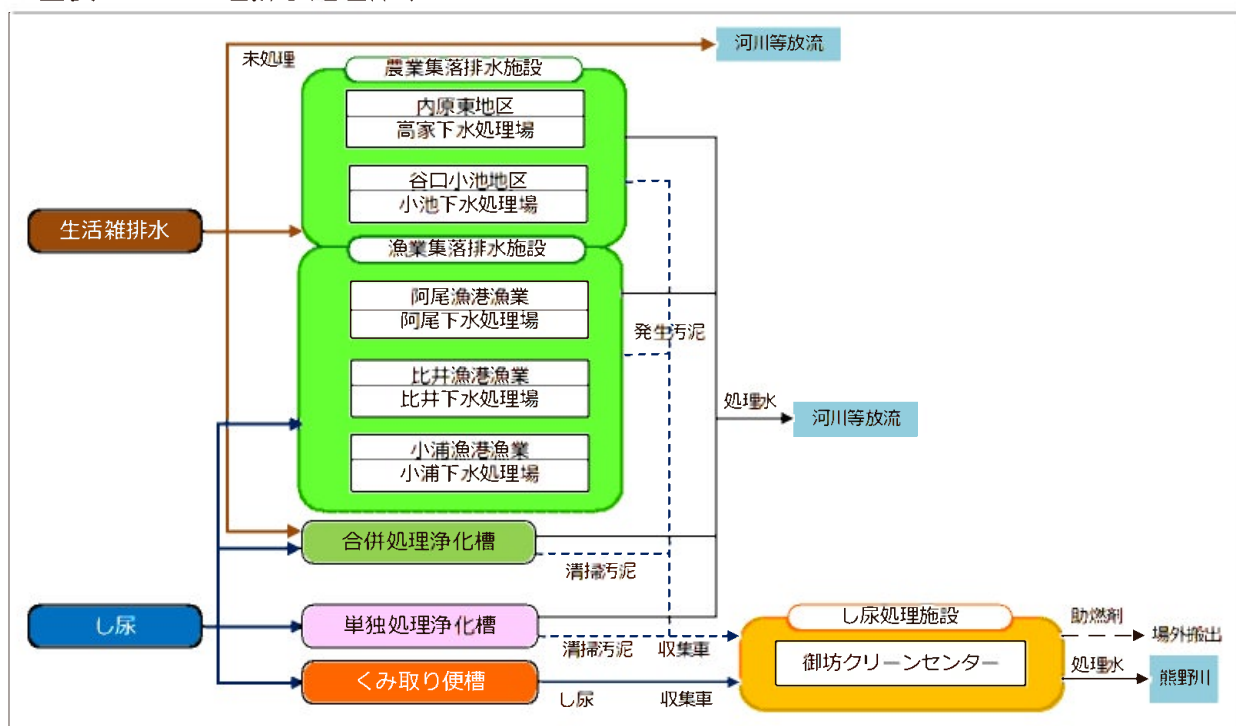 河川等放流
未処理
農業集落排水施設
内原東地区
高家下水処理場
谷口小池地区
小池下水処理場
生活雑排水
漁業集落排水施設
阿尾漁港漁業
阿尾下水処理場
発生汚泥
比井漁港漁業
比井下水処理場
処理水
河川等放流
小浦漁港漁業
小浦下水処理場
合併処理浄化槽
清掃汚泥
し尿
単独処理浄化槽
清掃汚泥
収集車
し尿処理施設
御坊クリーンセンター
助燃剤
場外搬出
処理水
熊野川
くみ取り便槽
し尿
収集車